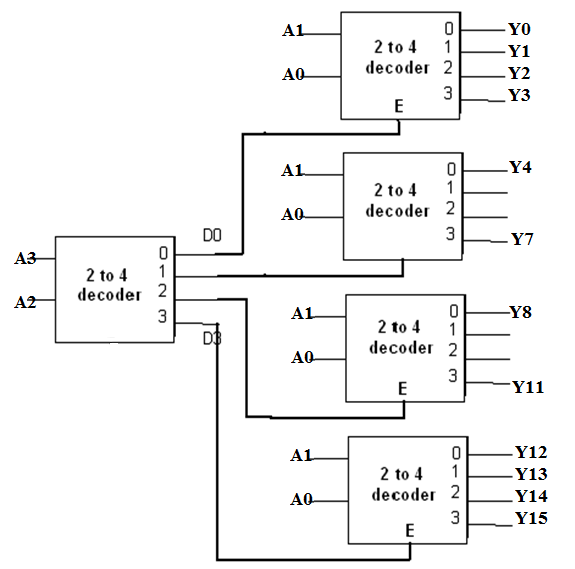 A1
A0
2 to 4
decoder
E
0
1
2
3
Y0
Y1
Y2
Y3
A1
A0
2 to 4
decoder
0
1
2
3
Y4
Y7
A3
A2
2 to 4
decoder
0
1
2
3
D0
D3
A1
A0
2 to 4
decoder
E
0
1
2
3
Y8
Y11
A1
A0
2 to 4
decoder
E
0
1
2
3
Y12
Y13
Y14
Y15